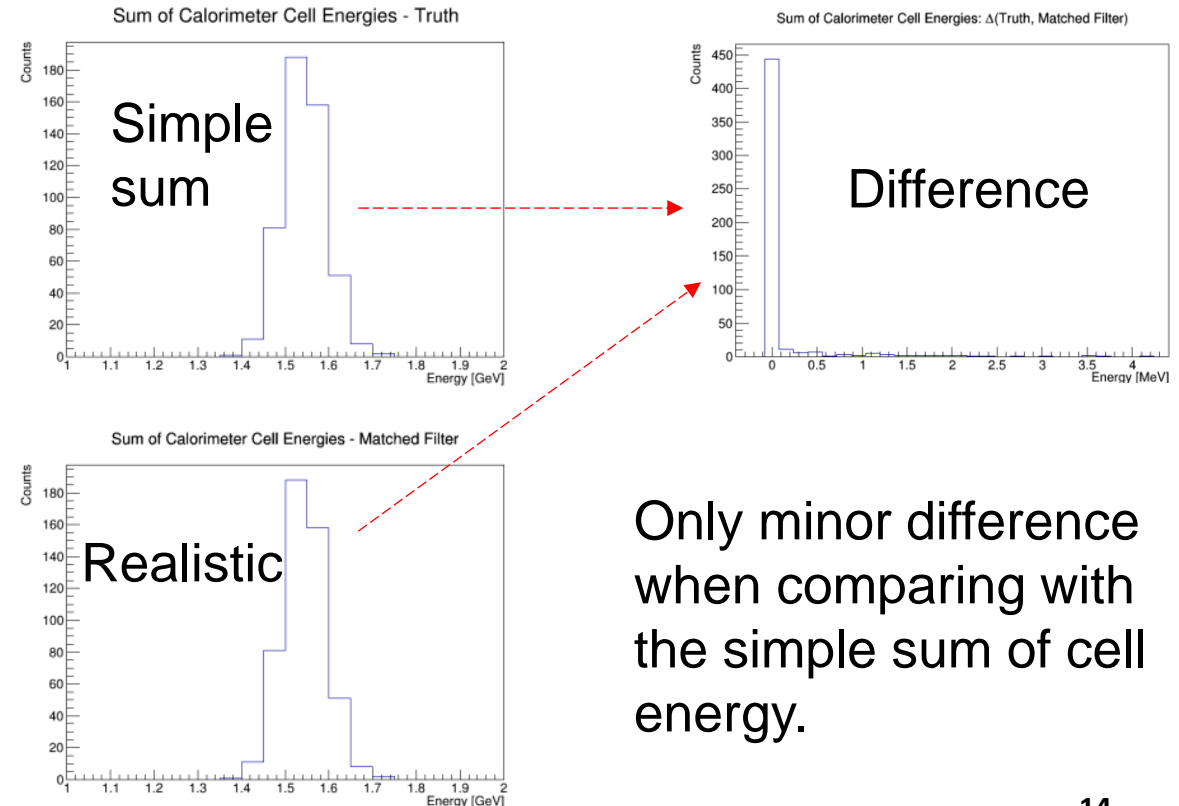 Sum of Calorimeter Cell Energies - Truth
Counts
180
160
140
120
100
80
60
40
20
0
Simple
sum
1 1.1 1.2 1.3 1.4 1.5 1.6 1.7 1.8 1.9 2
Energy [GeV]
Sum of Calorimeter Cell Energies: Δ(Truth, Matched Filter)
Counts
450
400
350
300
250
200
150
100
50
0
Difference
0 0.5 1 1.5 2 2.5 3 3.5 4
Energy [MeV]
Sum of Calorimeter Cell Energies - Matched Filter
Counts
180
160
140
120
100
80
60
40
20
0
Realistic
1 1.1 1.2 1.3 1.4 1.5 1.6 1.7 1.8 1.9 2
Energy [GeV]
Only minor difference
when comparing with
the simple sum of cell
energy.
14